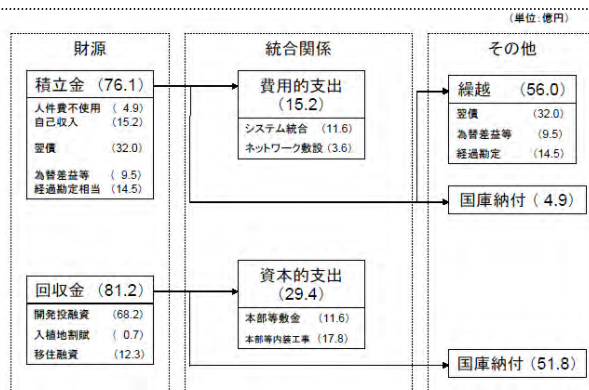 （単位：億円）
財源
統合関係
その他
積立金 （76.1）
人件費不使用 （ 4.9）
自己収入 （15.2）
翌債 （32.0）
為替差益等 （ 9.5）
経過勘定相当 （14.5）
費用的支出
（15.2）
システム統合 （11.6）
ネットワーク敷設 （3.6）
繰越 （56.0）
翌債 （32.0）
為替差益等 （9.5）
経過勘定 （14.5）
国庫納付 （ 4.9）
回収金 （81.2）
開発投融資 （68.2）
入植地割賦 （ 0.7）
移住融資 （12.3）
資本的支出
（29.4）
本部等敷金 （11.6）
本部等内装工事 （17.8）
国庫納付 （51.8）